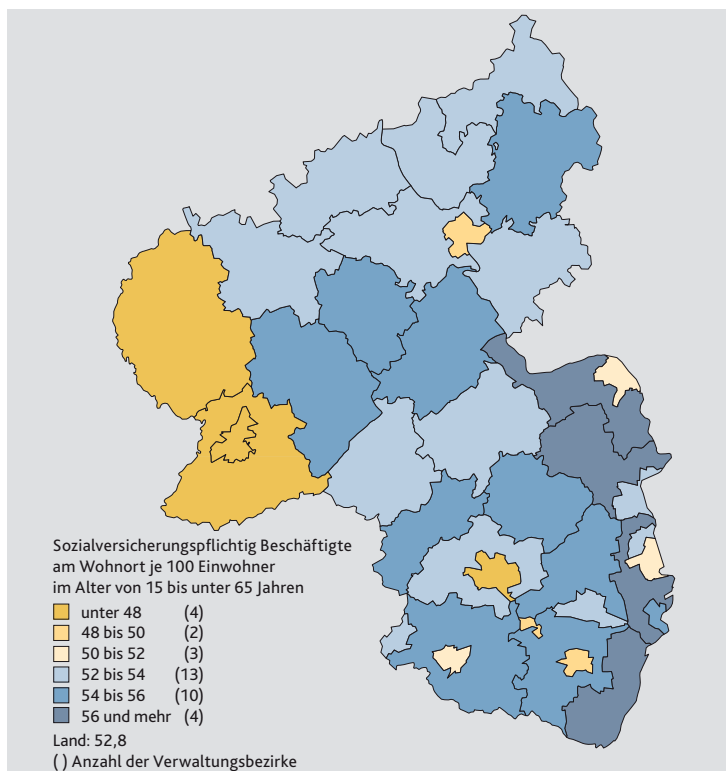 Sozialversicherungspflichtig Beschäftigte
am Wohnort je 100 Einwohner
im Alter von 15 bis unter 65 Jahren
unter 48 (4)
48 bis 50 (2)
50 bis 52 (3)
52 bis 54 (13)
54 bis 56 (10)
56 und mehr (4)
Land: 52,8
( ) Anzahl der Verwaltungsbezirke